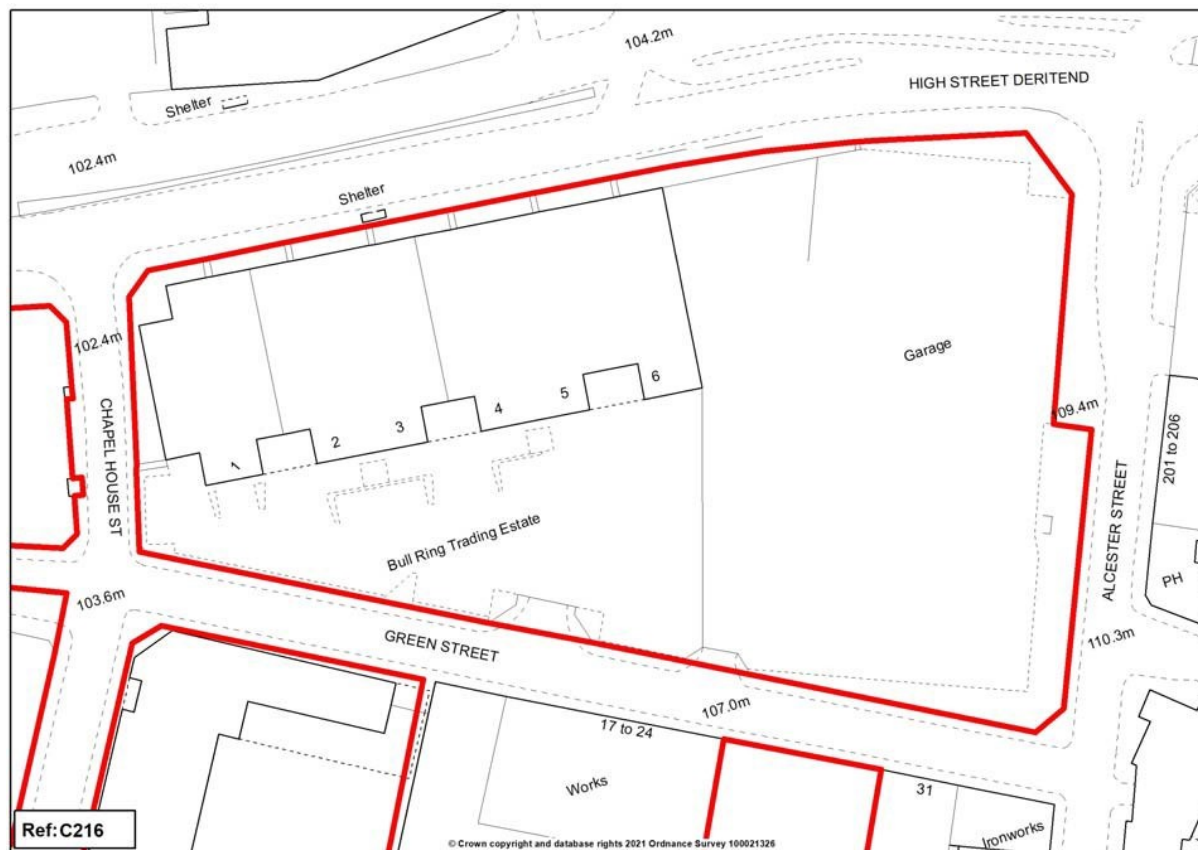 104.2m
HIGH STREET DERITEND
Shelter
102.4m
Shelter
102.4m
Garage
109.4m
CHAPEL HOUSE ST
1
2
3
4
5
6
201 to 206
ALCESTER STREET
Bull Ring Trading Estate
PH
103.6m
GREEN STREET
110.3m
107.0m
17 to 24
Works
31
Ironworks
Ref:C216
© Crown copyright and database rights 2021 Ordnance Survey 100021326